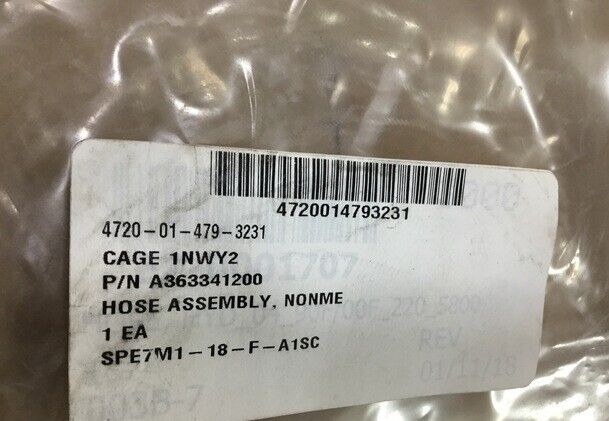 4720014793231
4720-01-479-3231
CAGE 1NWY2
P/N A363341200
HOSE ASSEMBLY, NONME
1 EA
SPE7M1-18-F-A1SC
REV
01/11/18